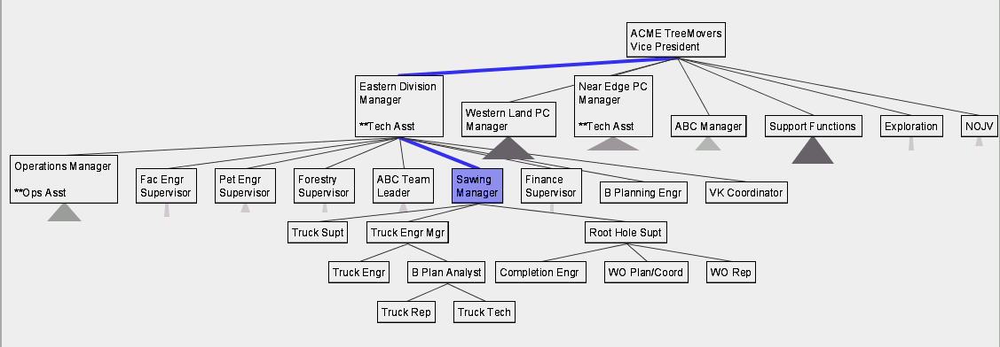 ACME TreeMovers
Vice President
Eastern Division
Manager
**Tech Asst
Western Land PC
Manager
Near Edge PC
Manager
**Tech Asst
ABC Manager
Support Functions
Exploration
NOJV
Operations Manager
**Ops Asst
Fac Engr
Supervisor
Pet Engr
Supervisor
Forestry
Supervisor
ABC Team
Leader
Sawing
Manager
Finance
Supervisor
B Planning Engr
VK Coordinator
Truck Supt
Truck Engr Mgr
Root Hole Supt
Truck Engr
B Plan Analyst
Completion Engr
WO Plan/Coord
WO Rep
Truck Rep
Truck Tech